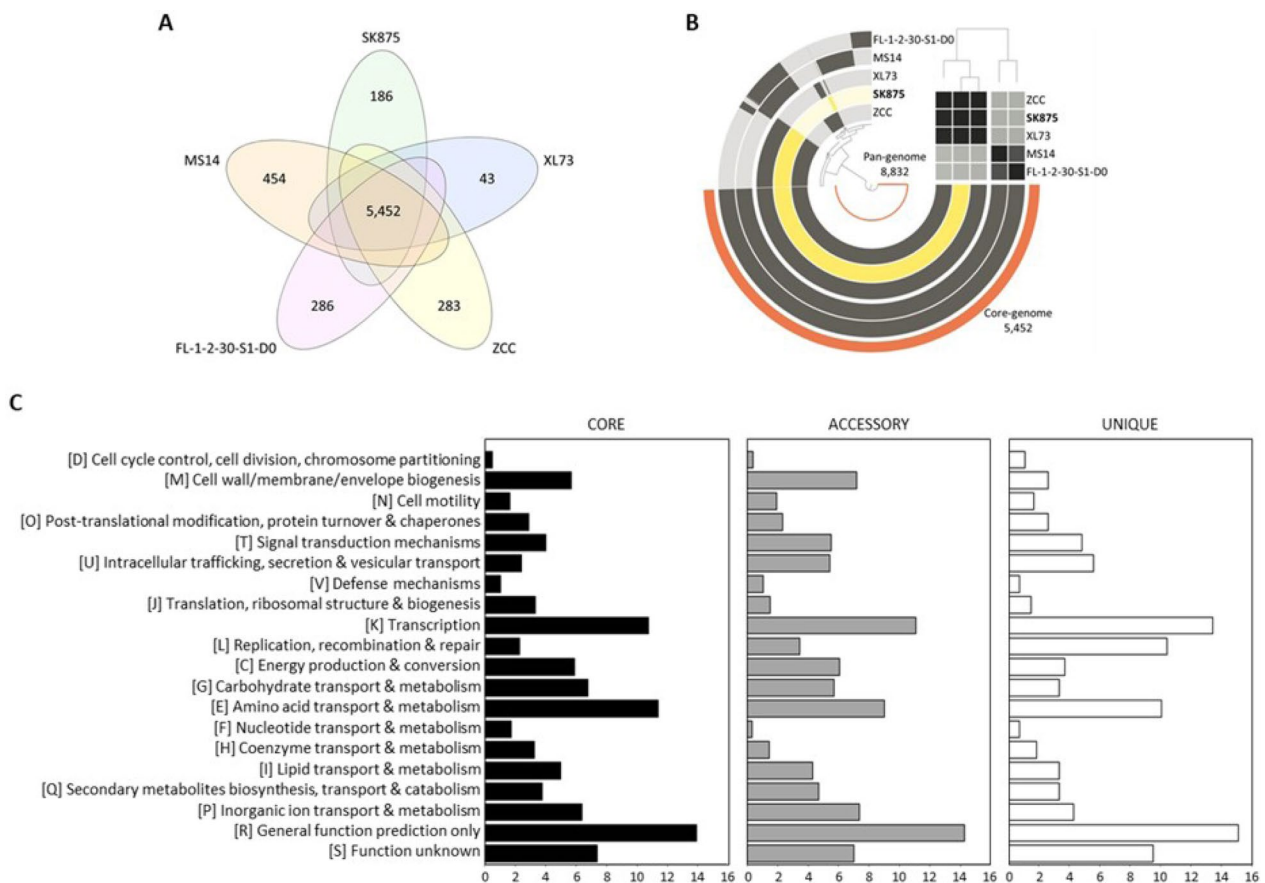 A
SK875
186
MS14
454
XL73
43
5,452
286
283
FL-1-2-30-S1-D0
ZCC
B
FL-1-2-30-S1-D0
MS14
XL73
SK875
ZCC
Pan-genome
8,832
ZCC
SK875
XL73
MS14
FL-1-2-30-S1-D0
Core-genome
5,452
C
CORE
ACCESSORY
UNIQUE
[D] Cell cycle control, cell division, chromosome partitioning
[M] Cell wall/membrane/envelope biogenesis
[N] Cell motility
[O] Post-translational modification, protein turnover & chaperones
[T] Signal transduction mechanisms
[U] Intracellular trafficking, secretion & vesicular transport
[V] Defense mechanisms
[J] Translation, ribosomal structure & biogenesis
[K] Transcription
[L] Replication, recombination & repair
[C] Energy production & conversion
[G] Carbohydrate transport & metabolism
[E] Amino acid transport & metabolism
[F] Nucleotide transport & metabolism
[H] Coenzyme transport & metabolism
[I] Lipid transport & metabolism
[Q] Secondary metabolites biosynthesis, transport & catabolism
[P] Inorganic ion transport & metabolism
[R] General function prediction only
[S] Function unknown
0 2 4 6 8 10 12 14 16
0 2 4 6 8 10 12 14 16
0 2 4 6 8 10 12 14 16